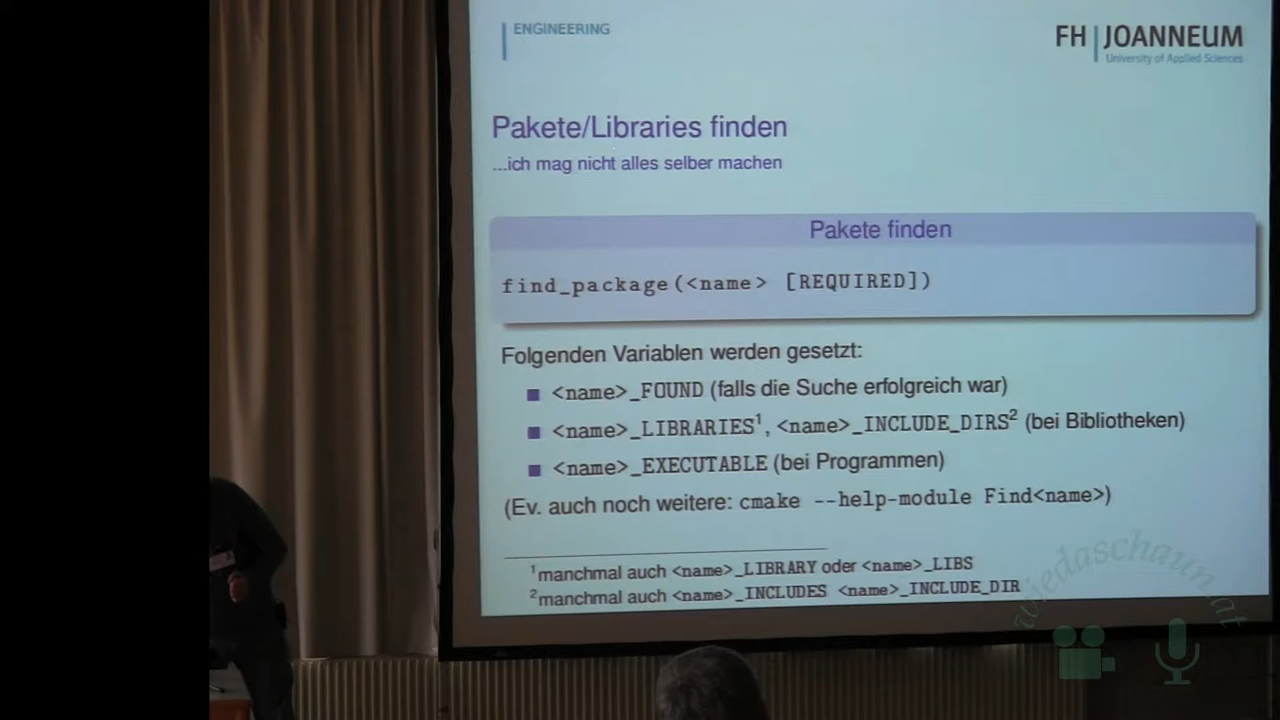 ENGINEERING
FH | JOANNEUM
University of Applied Sciences
Pakete/Libraries finden
...ich mag nicht alles selber machen
Pakete finden
find_package(<name> [REQUIRED])
Folgenden Variablen werden gesetzt:
<name>_FOUND (falls die Suche erfolgreich war)
<name>_LIBRARIES¹, <name>_INCLUDE_DIRS² (bei Bibliotheken)
<name>_EXECUTABLE (bei Programmen)
(Ev. auch noch weitere: cmake --help-module Find<name>)
¹manchmal auch <name>_LIBRARY oder <name>_LIBS
²manchmal auch <name>_INCLUDES <name>_INCLUDE_DIR
wiedaschaun.at